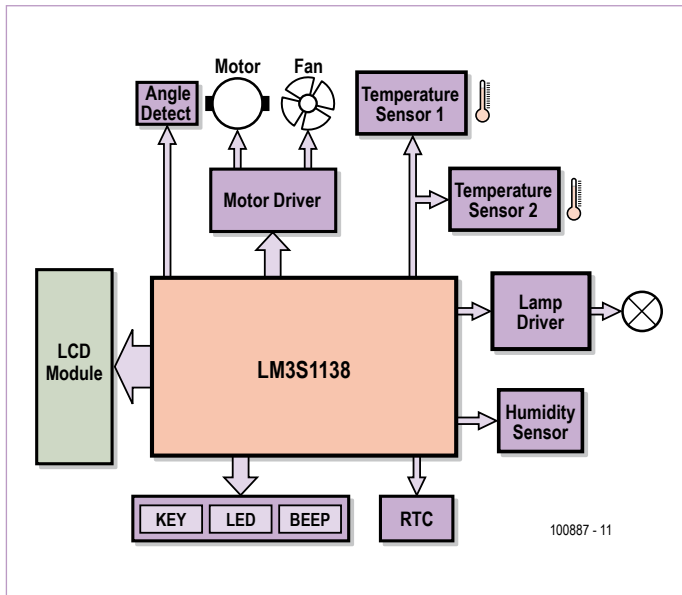 Motor
Fan
Angle
Detect
Temperature
Sensor 1
Motor Driver
Temperature
Sensor 2
LCD
Module
LM3S1138
Lamp
Driver
Humidity
Sensor
KEY
LED
BEEP
RTC
100887 - 11